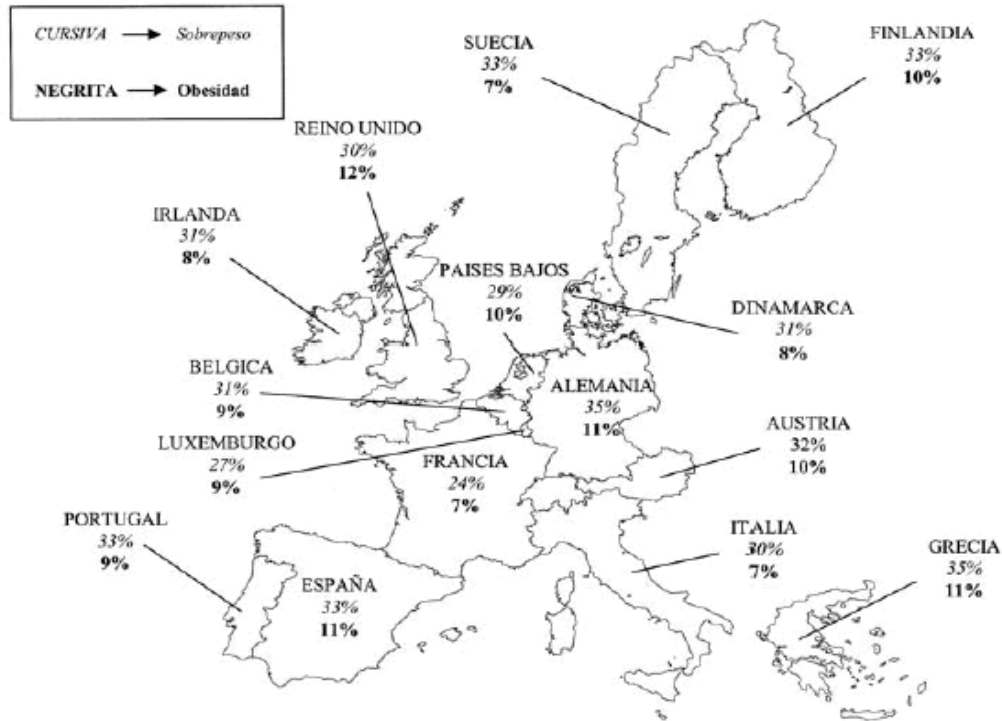 CURSIVA → Sobrepeso
NEGRITA → Obesidad
SUECIA
33%
7%
FINLANDIA
33%
10%
REINO UNIDO
30%
12%
IRLANDA
31%
8%
PAISES BAJOS
29%
10%
DINAMARCA
31%
8%
BELGICA
31%
9%
ALEMANIA
35%
11%
AUSTRIA
32%
10%
LUXEMBURGO
27%
9%
FRANCIA
24%
7%
PORTUGAL
33%
9%
ESPAÑA
33%
11%
ITALIA
30%
7%
GRECIA
35%
11%